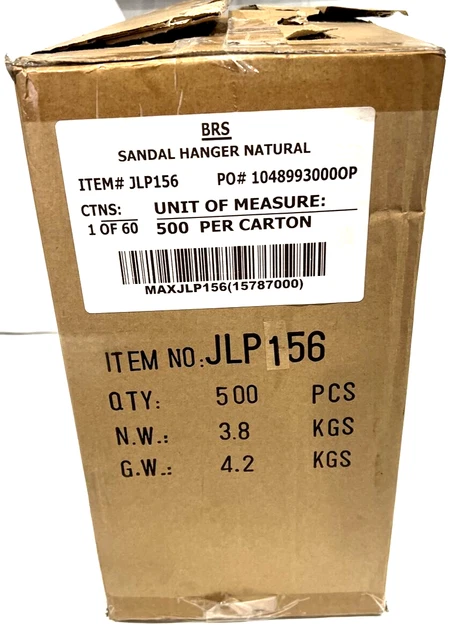 BRS
SANDAL HANGER NATURAL
ITEM# JLP156 PO# 1048993000OP
CTNS: UNIT OF MEASURE:
1 OF 60 500 PER CARTON
MAXJLP156(15787000)
ITEM NO.:JLP156
QTY: 500 PCS
N.W.: 3.8 KGS
G.W.: 4.2 KGS